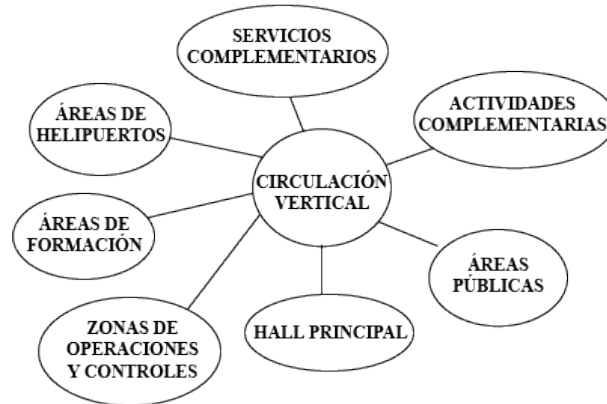 SERVICIOS
COMPLEMENTARIOS
ÁREAS DE
HELIPUERTOS
ACTIVIDADES
COMPLEMENTARIAS
CIRCULACIÓN
VERTICAL
ÁREAS DE
FORMACIÓN
ÁREAS
PÚBLICAS
ZONAS DE
OPERACIONES
Y CONTROLES
HALL PRINCIPAL